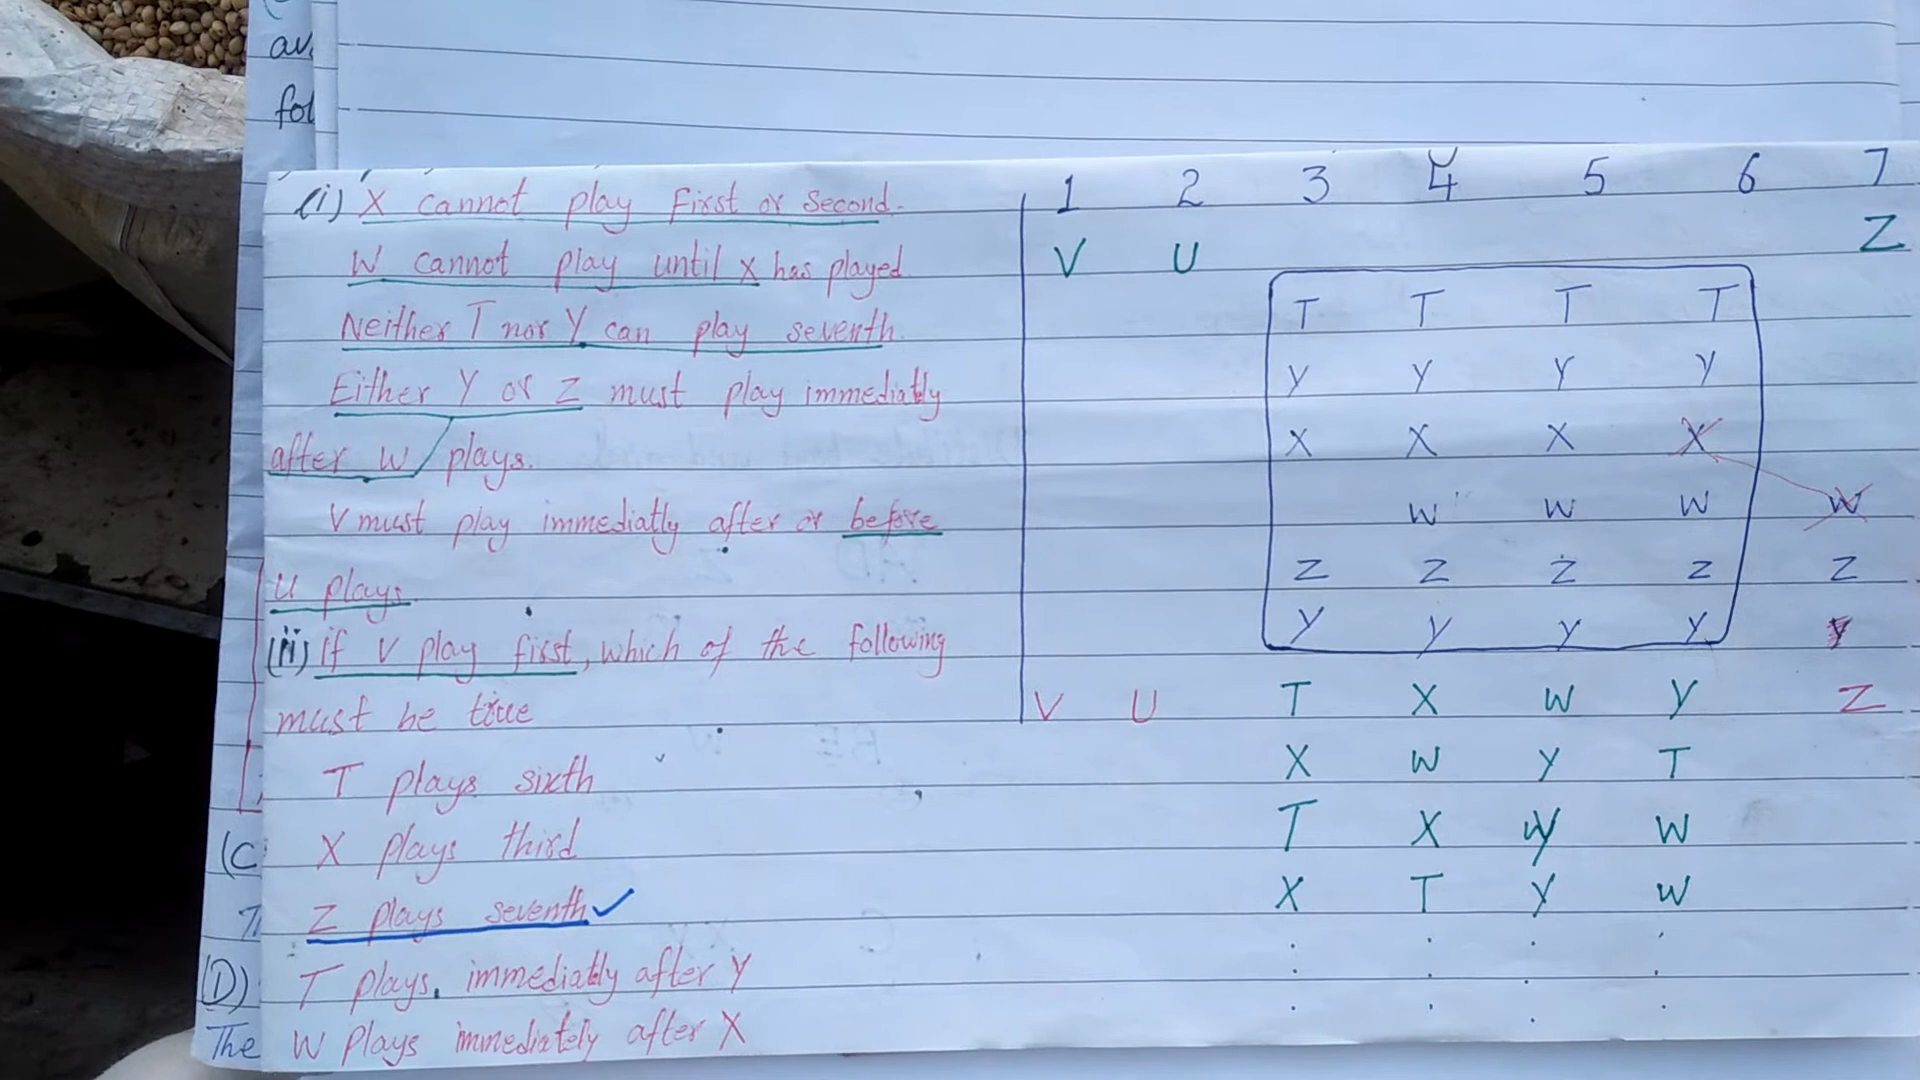 av
fol
(i) X cannot play First or Second.
W cannot play until X has played
Neither T nor Y can play seventh.
Either Y or Z must play immediatly
after W plays.
V must play immediatly after or before
U plays.
(ii) if V play first, which of the following
must be true
T plays sixth
X plays third
Z plays seventh ✓
T plays immediatly after Y
W Plays immediately after X
(C
(D)
The
1 2 3 4 5 6 7
V U Z
T T T T
Y Y Y Y
X X X X
W W W W
Z Z Z Z Z
Y Y Y Y
V U T X W Y Z
X W Y T
T X Y W
X T Y W